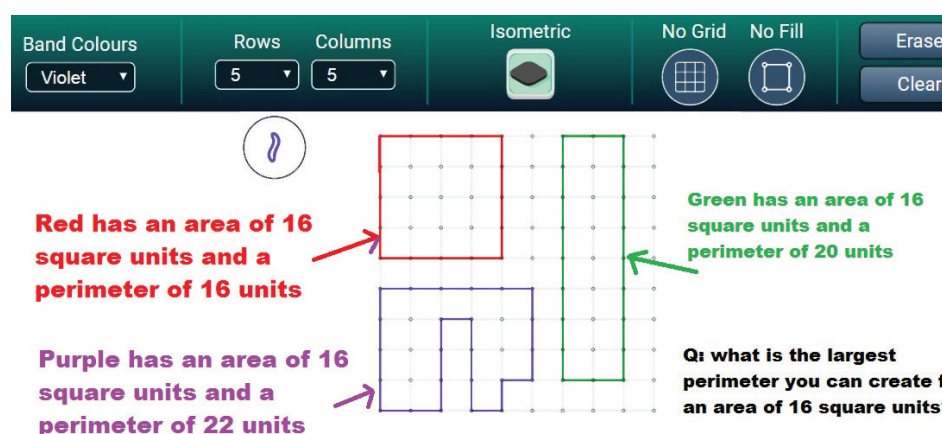 Band Colours
Violet
Rows
5
Columns
5
Isometric
No Grid
No Fill
Erase
Clear
Red has an area of 16
square units and a
perimeter of 16 units
Green has an area of 16
square units and a
perimeter of 20 units
Purple has an area of 16
square units and a
perimeter of 22 units
Q: what is the largest
perimeter you can create
an area of 16 square units